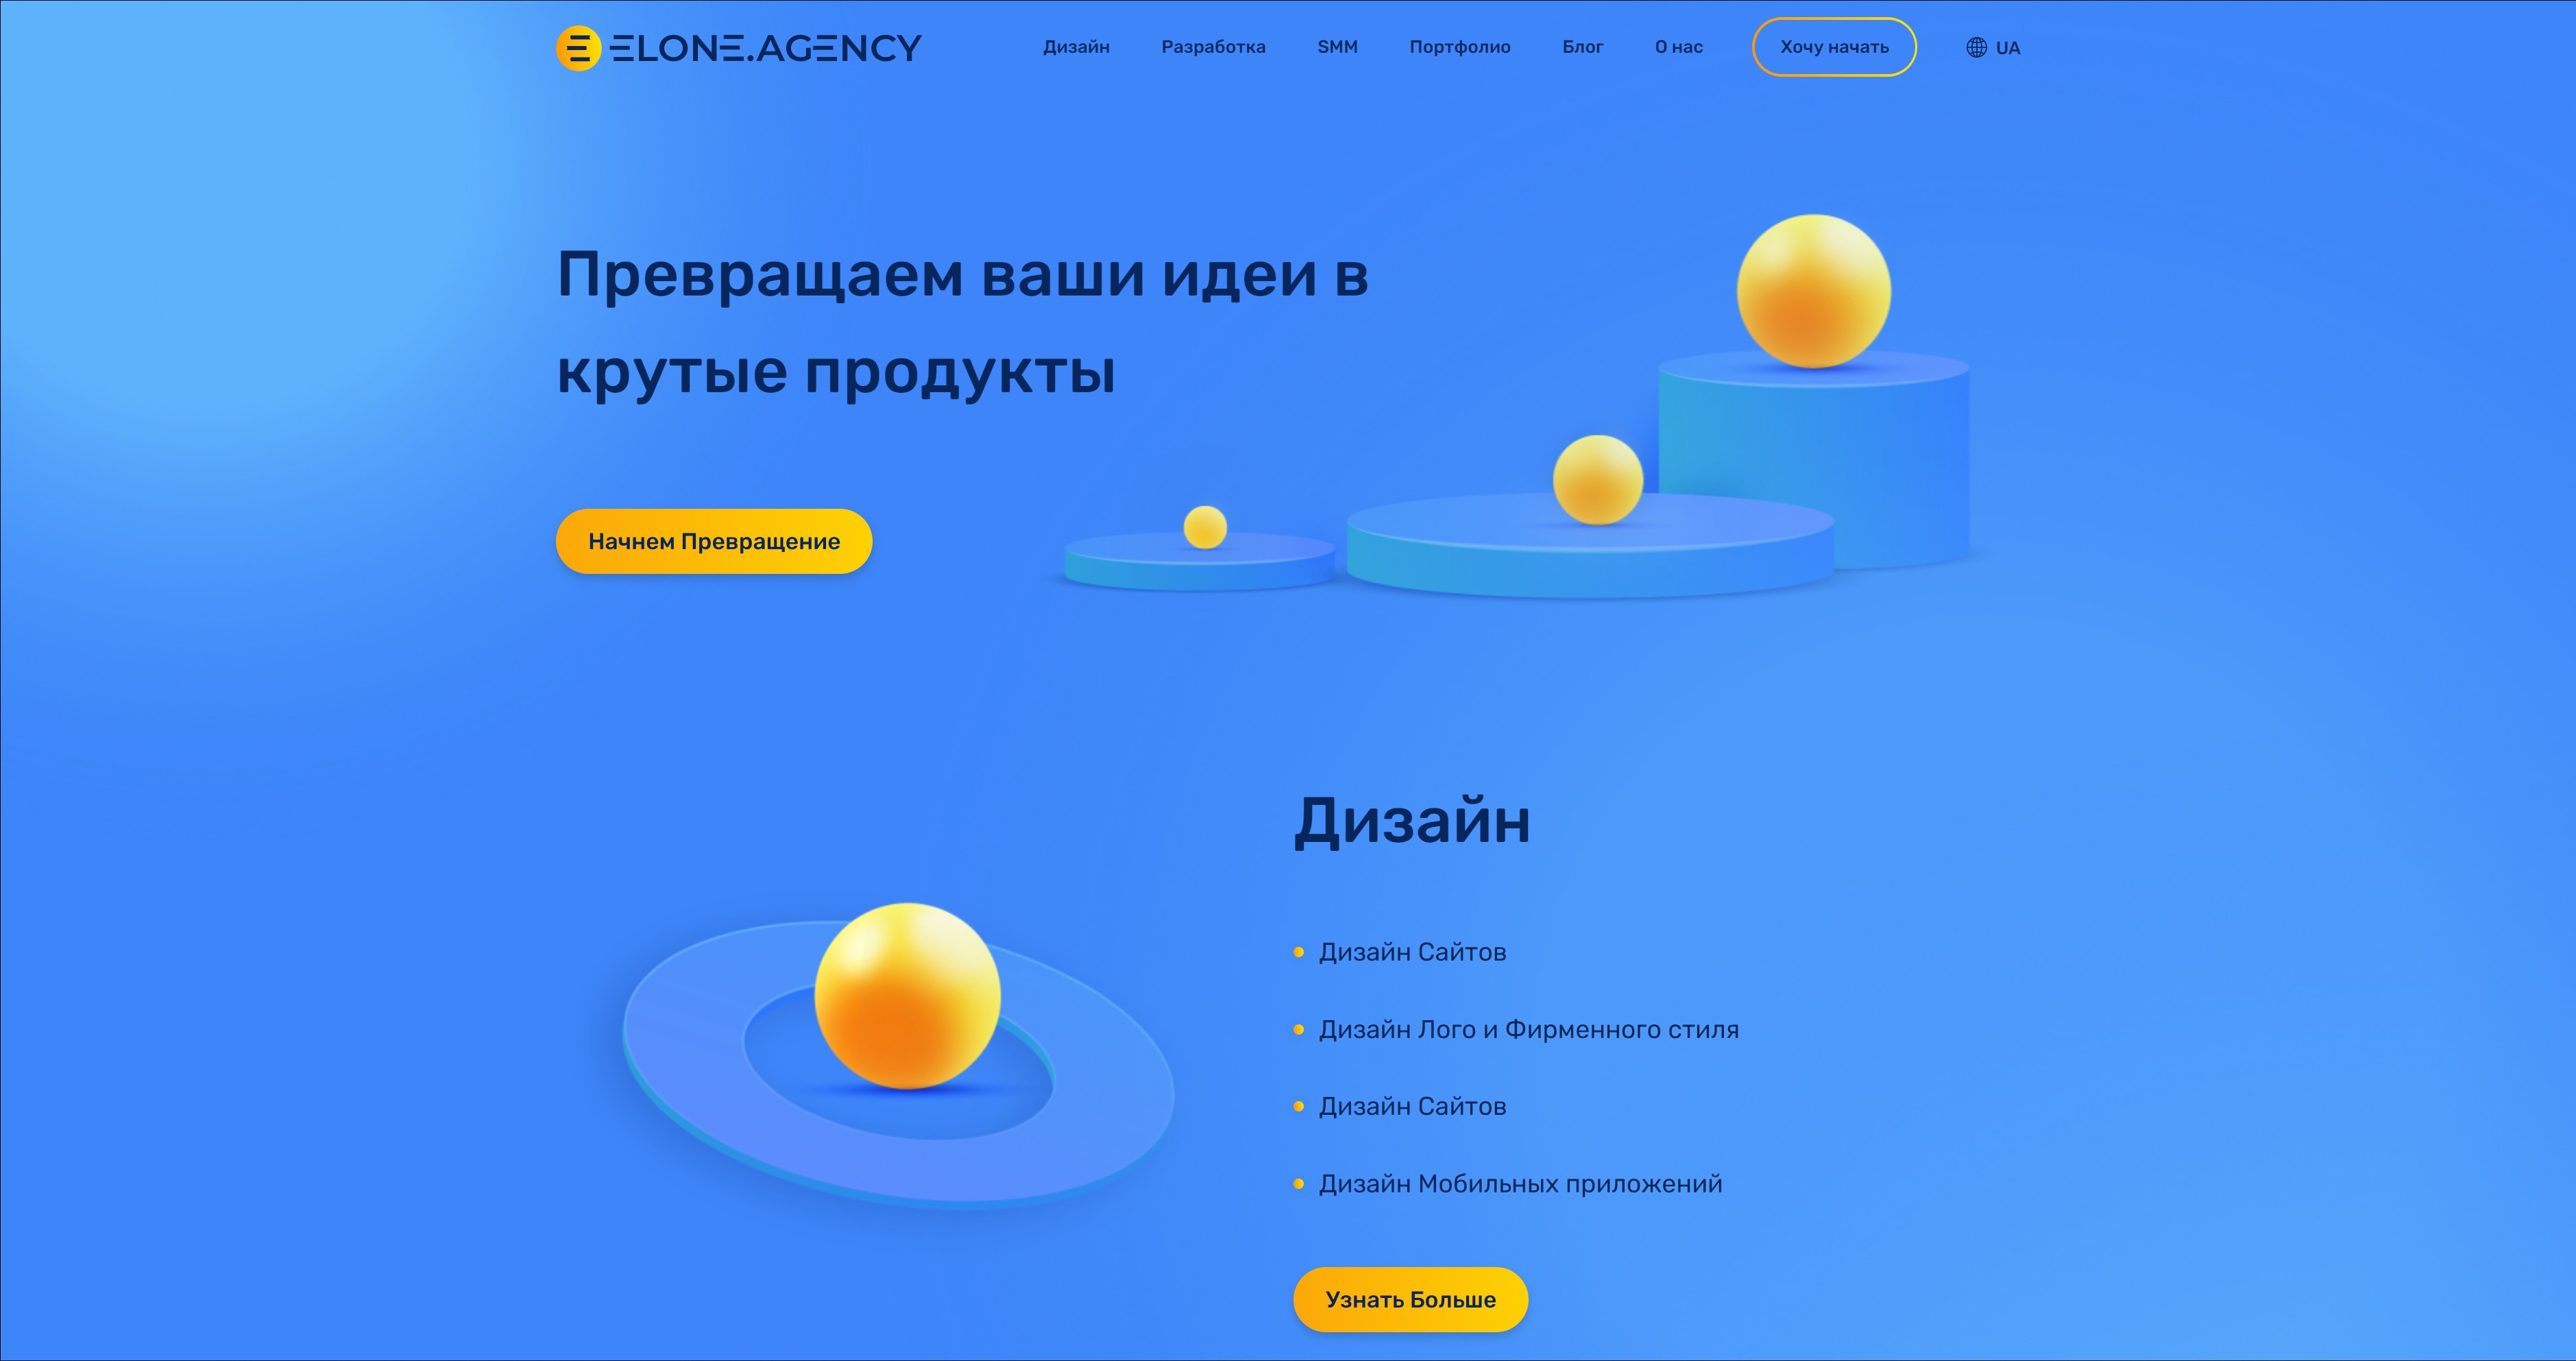 ELONE.AGENCY
Дизайн
Разработка
SMM
Портфолио
Блог
О нас
Хочу начать
UA
Превращаем ваши идеи в
крутые продукты
Начнем Превращение
Дизайн
Дизайн Сайтов
Дизайн Лого и Фирменного стиля
Дизайн Сайтов
Дизайн Мобильных приложений
Узнать Больше